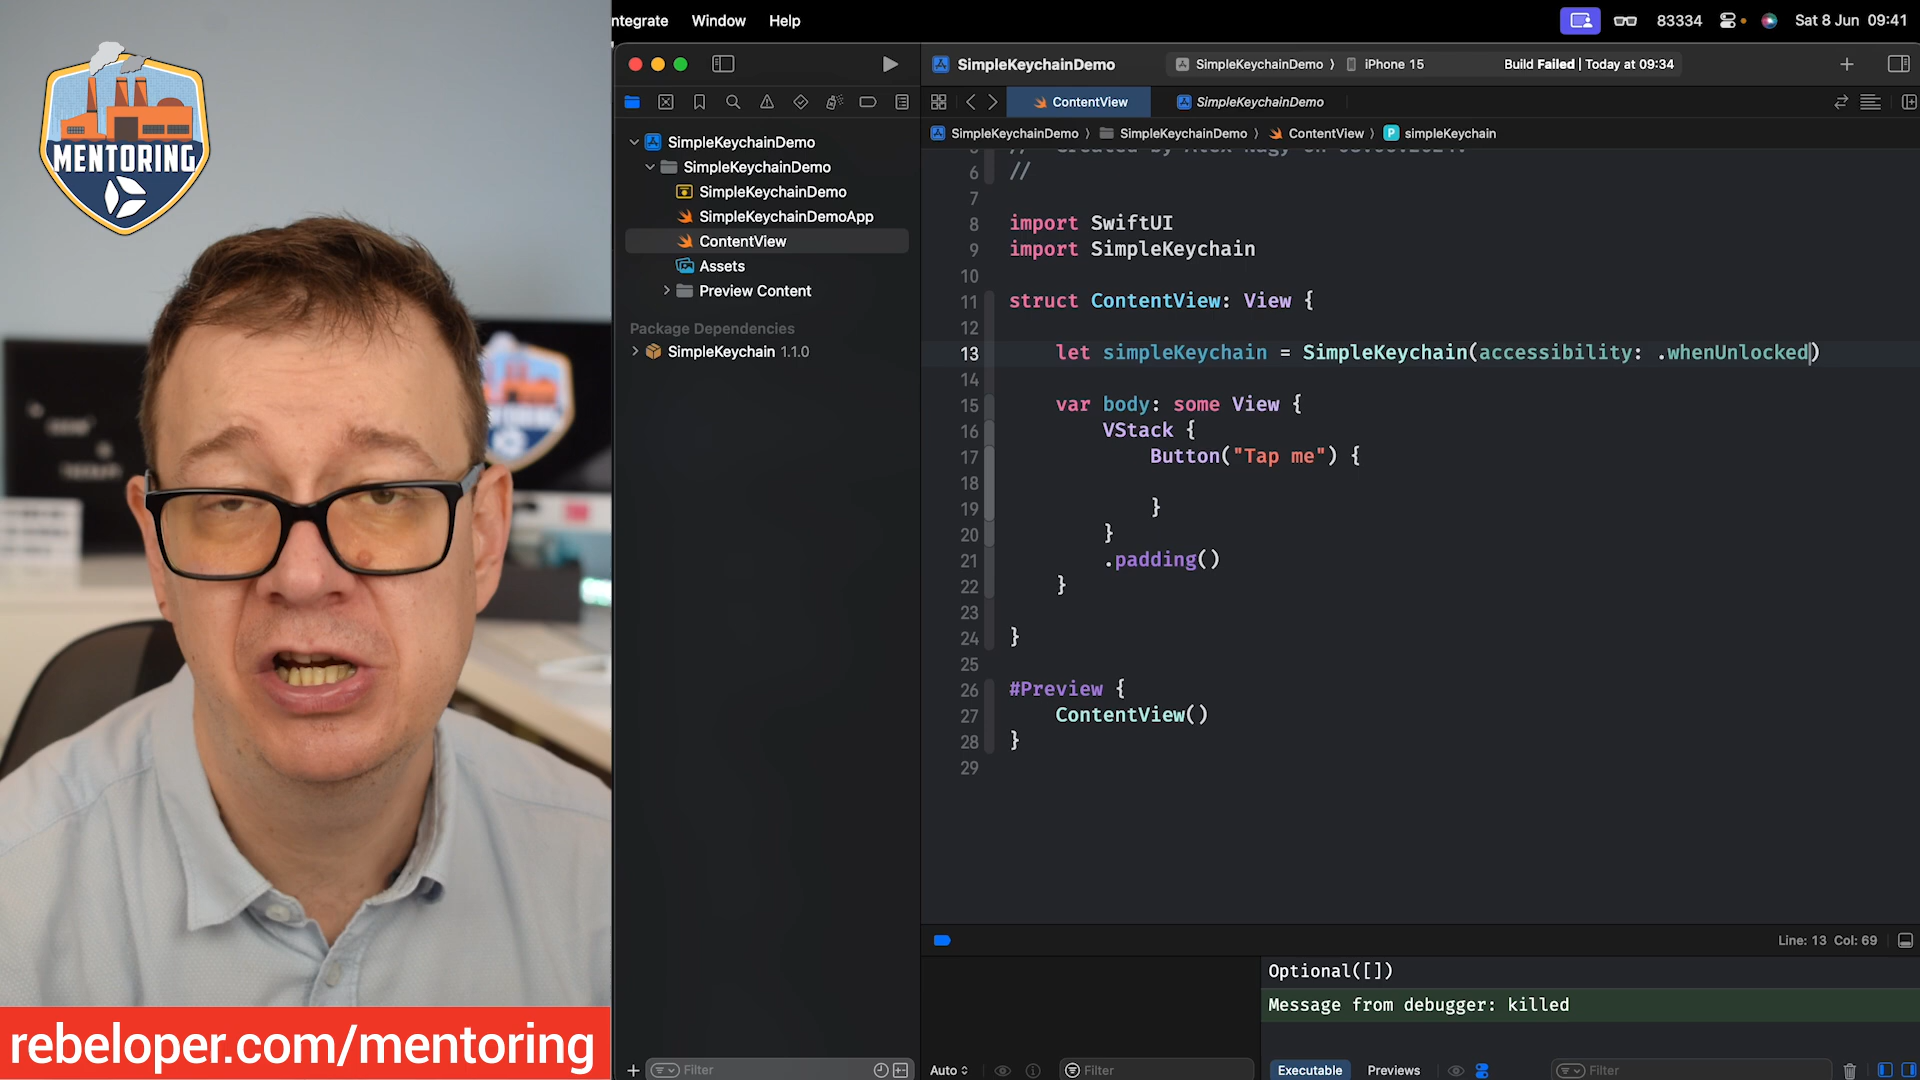 MENTORING
rebeloper.com/mentoring
ntegrate Window Help
83334 Sat 8 Jun 09:41
SimpleKeychainDemo
SimpleKeychainDemo
SimpleKeychainDemo
SimpleKeychainDemoApp
ContentView
Assets
Preview Content
Package Dependencies
SimpleKeychain 1.1.0
Filter
SimpleKeychainDemo SimpleKeychainDemo iPhone 15 Build Failed | Today at 09:34
ContentView SimpleKeychainDemo
SimpleKeychainDemo SimpleKeychainDemo ContentView P simpleKeychain
6 //
7
8 import SwiftUI
9 import SimpleKeychain
10
11 struct ContentView: View {
12
13 let simpleKeychain = SimpleKeychain(accessibility: .whenUnlocked)
14
15 var body: some View {
16 VStack {
17 Button("Tap me") {
18
19 }
20 }
21 .padding()
22 }
23
24 }
25
26 #Preview {
27 ContentView()
28 }
29
Line: 13 Col: 69
Optional([])
Message from debugger: killed
Auto Filter Executable Previews Filter